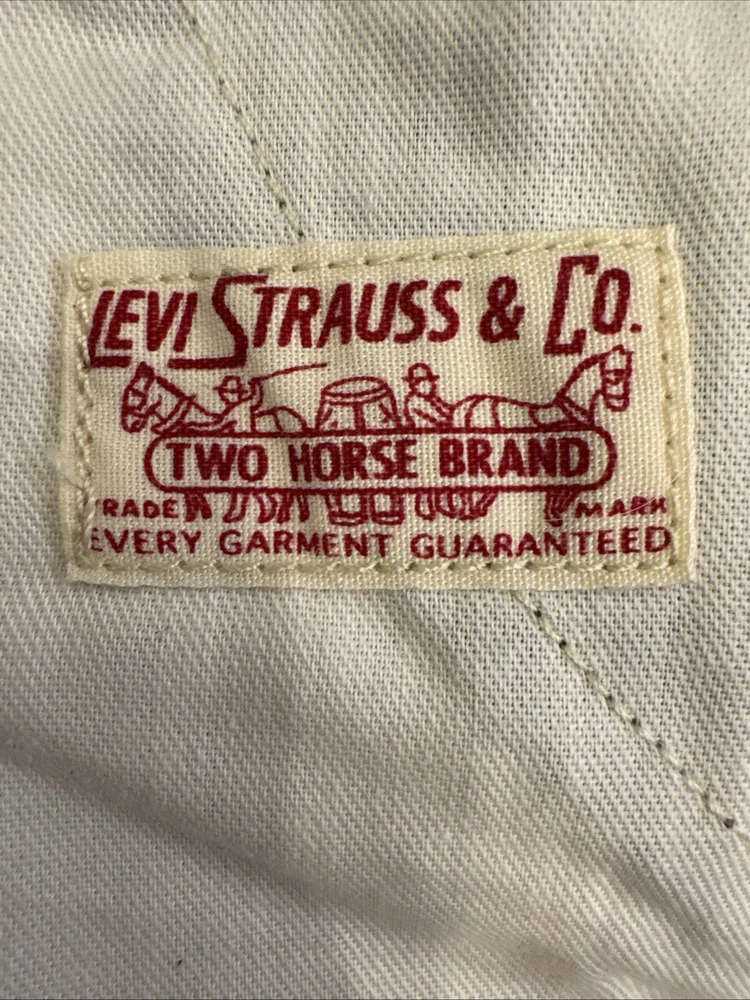 LEVI STRAUSS & CO.
TWO HORSE BRAND
TRADE MARK
EVERY GARMENT GUARANTEED